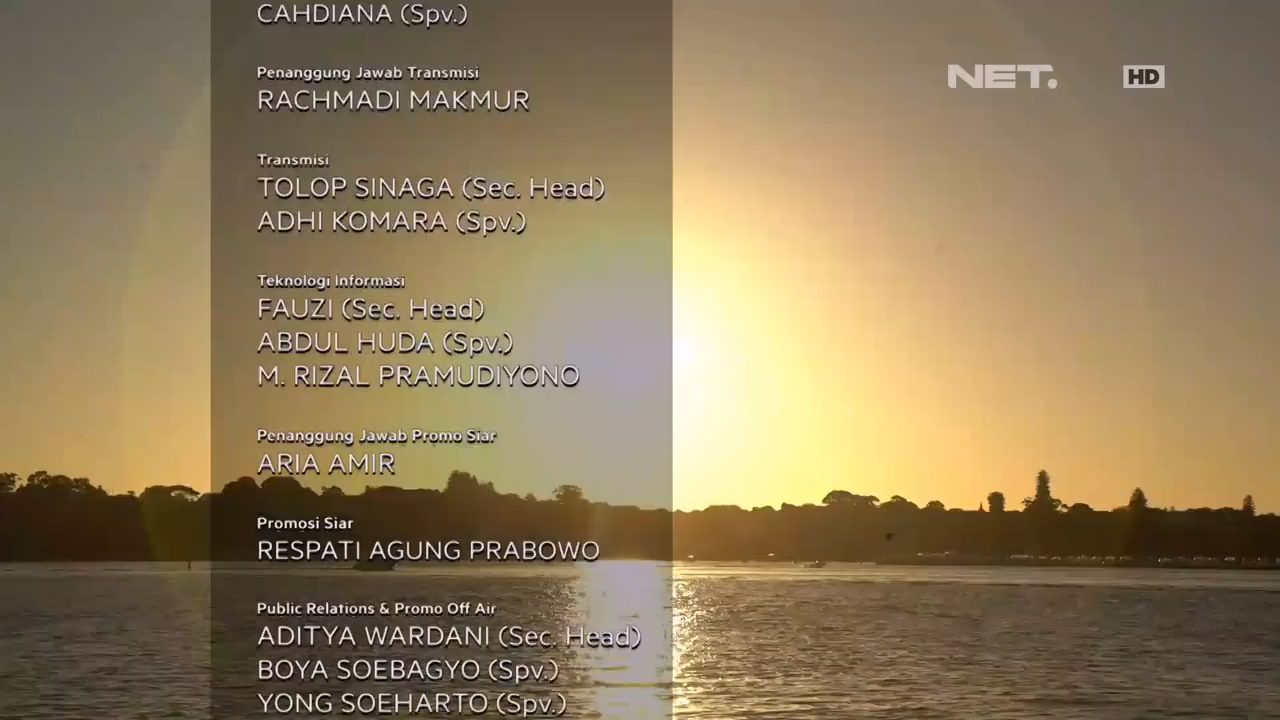 CAHDIANA (Spv.)
NET.
HD
Penanggung Jawab Transmisi
RACHMADI MAKMUR
Transmisi
TOLOP SINAGA (Sec. Head)
ADHI KOMARA (Spv.)
Teknologi Informasi
FAUZI (Sec. Head)
ABDUL HUDA (Spv.)
M. RIZAL PRAMUDIYONO
Penanggung Jawab Promo Siar
ARIA AMIR
Promosi Siar
RESPATI AGUNG PRABOWO
Public Relations & Promo Off Air
ADITYA WARDANI (Sec. Head)
BOYA SOEBAGYO (Spv.)
YONG SOEHARTO (Spv.)